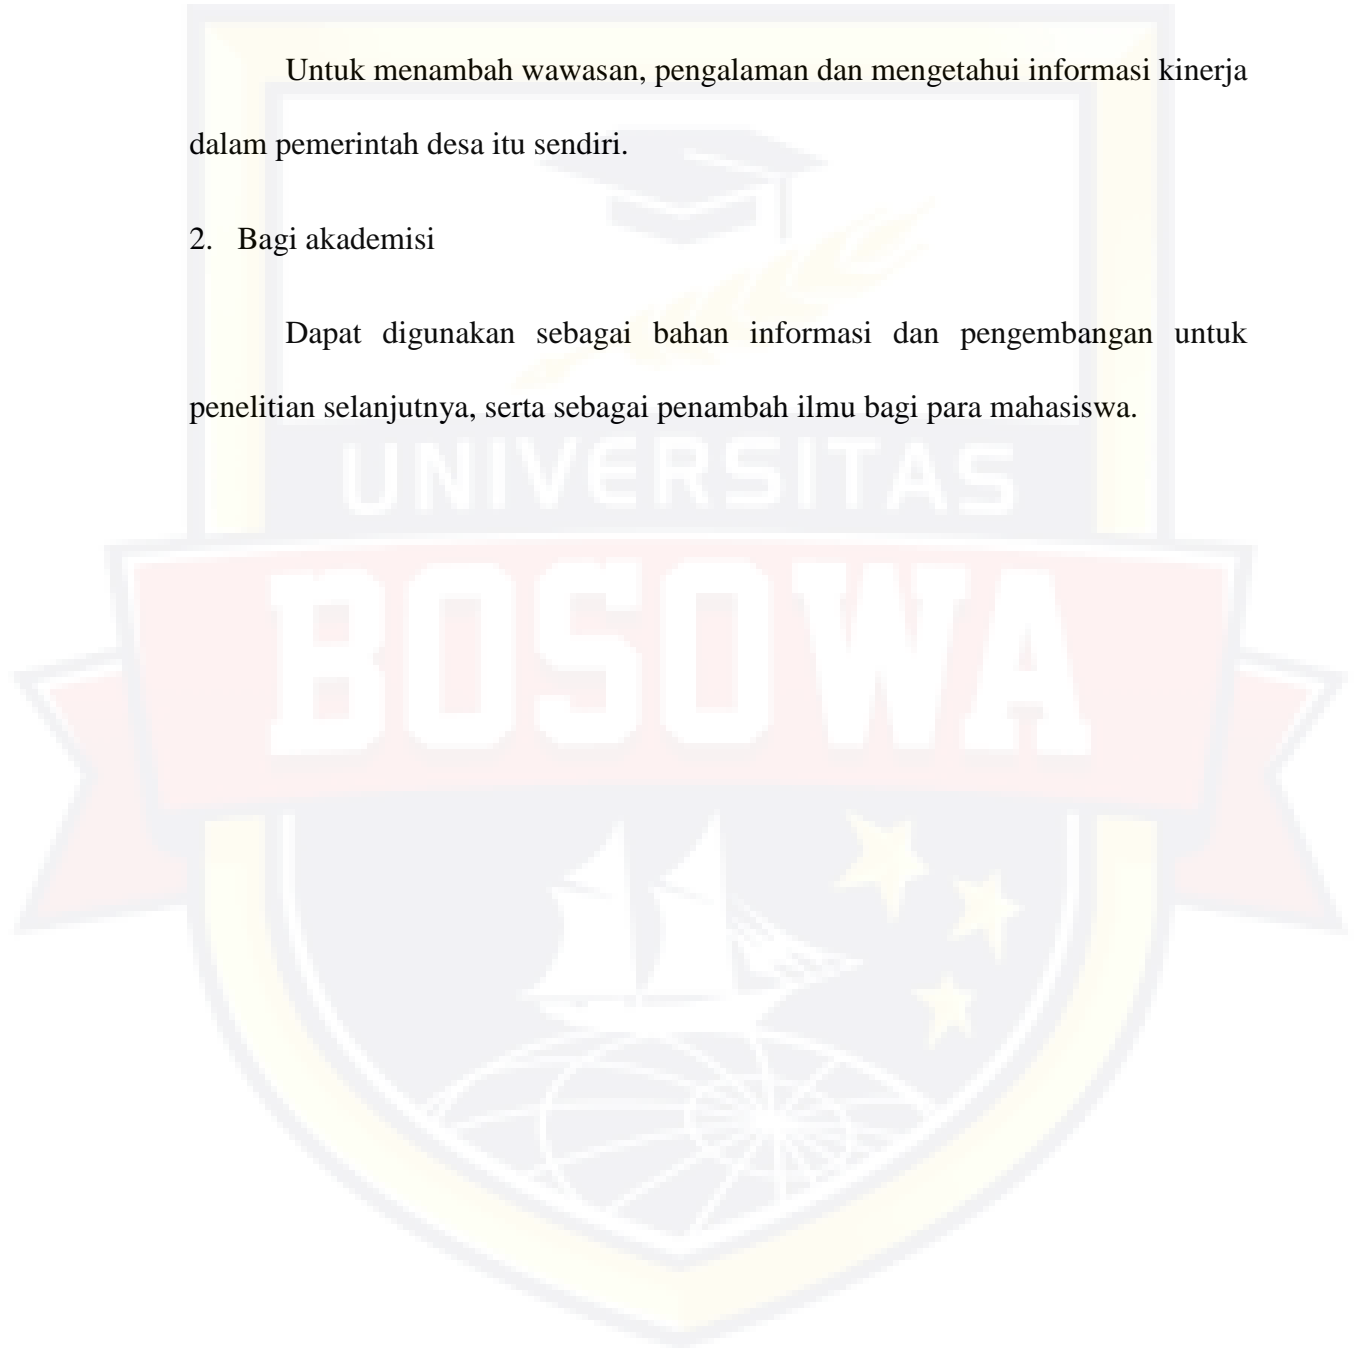 Untuk menambah wawasan, pengalaman dan mengetahui informasi kinerja
dalam pemerintah desa itu sendiri.
2. Bagi akademisi
Dapat digunakan sebagai bahan informasi dan pengembangan untuk
penelitian selanjutnya, serta sebagai penambah ilmu bagi para mahasiswa.
UNIVERSITAS
BOSOWA